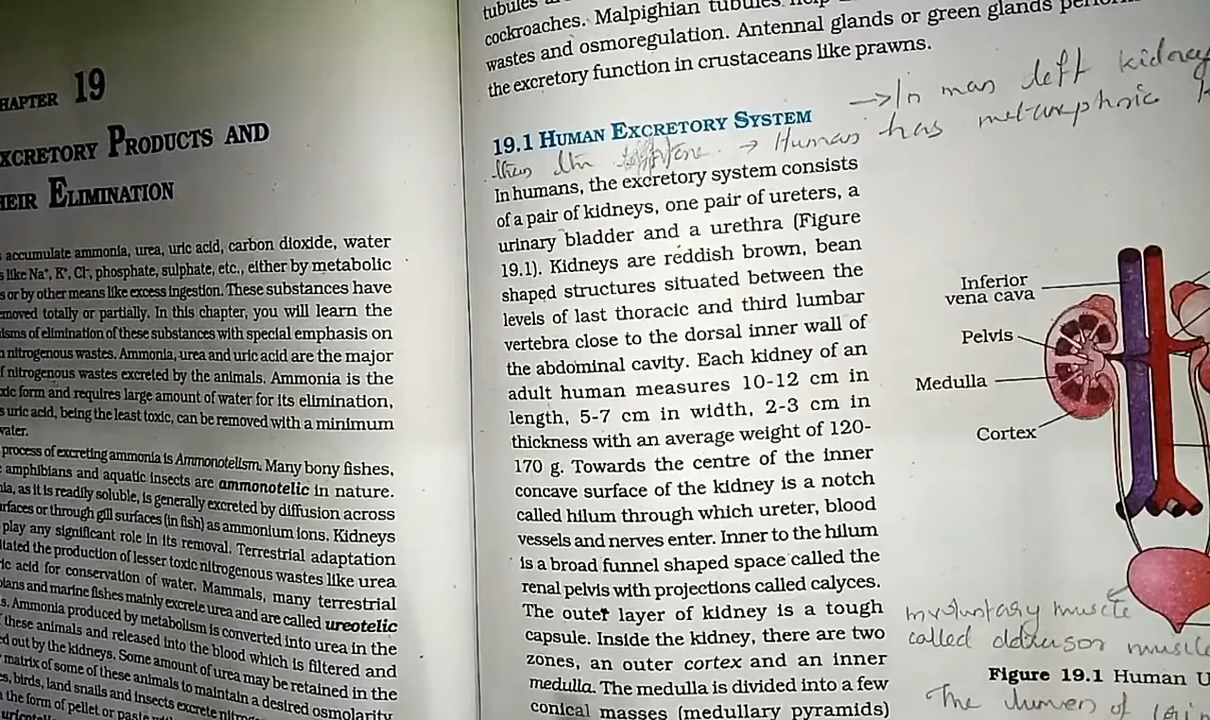 HAPTER 19
XCRETORY PRODUCTS AND
HEIR ELIMINATION
accumulate ammonia, urea, uric acid, carbon dioxide, water
like Na⁺, K⁺, Cl⁻, phosphate, sulphate, etc., either by metabolic
or by other means like excess ingestion. These substances have
moved totally or partially. In this chapter, you will learn the
isms of elimination of these substances with special emphasis on
nitrogenous wastes. Ammonia, urea and uric acid are the major
f nitrogenous wastes excreted by the animals. Ammonia is the
xic form and requires large amount of water for its elimination,
uric acid, being the least toxic, can be removed with a minimum
water.
process of excreting ammonia is Ammonotelism. Many bony fishes,
amphibians and aquatic insects are ammonotelic in nature.
nia, as it is readily soluble, is generally excreted by diffusion across
rfaces or through gill surfaces (in fish) as ammonium ions. Kidneys
play any significant role in its removal. Terrestrial adaptation
itated the production of lesser toxic nitrogenous wastes like urea
ic acid for conservation of water. Mammals, many terrestrial
ians and marine fishes mainly excrete urea and are called ureotelic
s. Ammonia produced by metabolism is converted into urea in the
f these animals and released into the blood which is filtered and
ed out by the kidneys. Some amount of urea may be retained in the
matrix of some of these animals to maintain a desired osmolarity.
es, birds, land snails and insects excrete
the form of pellet or paste
tubules
cockroaches. Malpighian tubules help
wastes and osmoregulation. Antennal glands or green glands
the excretory function in crustaceans like prawns.
→ In man left kidney
19.1 HUMAN EXCRETORY SYSTEM
→ Human has metanephric
In humans, the excretory system consists
of a pair of kidneys, one pair of ureters, a
urinary bladder and a urethra (Figure
19.1). Kidneys are reddish brown, bean
shaped structures situated between the
levels of last thoracic and third lumbar
vertebra close to the dorsal inner wall of
the abdominal cavity. Each kidney of an
adult human measures 10-12 cm in
length, 5-7 cm in width, 2-3 cm in
thickness with an average weight of 120-
170 g. Towards the centre of the inner
concave surface of the kidney is a notch
called hilum through which ureter, blood
vessels and nerves enter. Inner to the hilum
is a broad funnel shaped space called the
renal pelvis with projections called calyces.
The outer layer of kidney is a tough
capsule. Inside the kidney, there are two
zones, an outer cortex and an inner
medulla. The medulla is divided into a few
conical masses (medullary pyramids)
Inferior
vena cava
Pelvis
Medulla
Cortex
involuntary muscle
called detrusor muscle
Figure 19.1 Human U
The lumen of